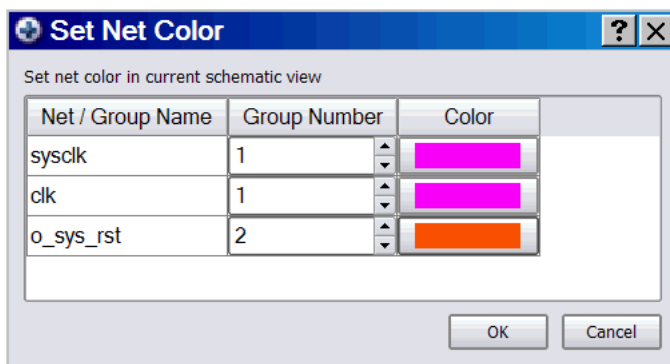 Set Net Color
?
Set net color in current schematic view
Net / Group Name Group Number Color
sysclk 1
clk 1
o_sys_rst 2
OK Cancel